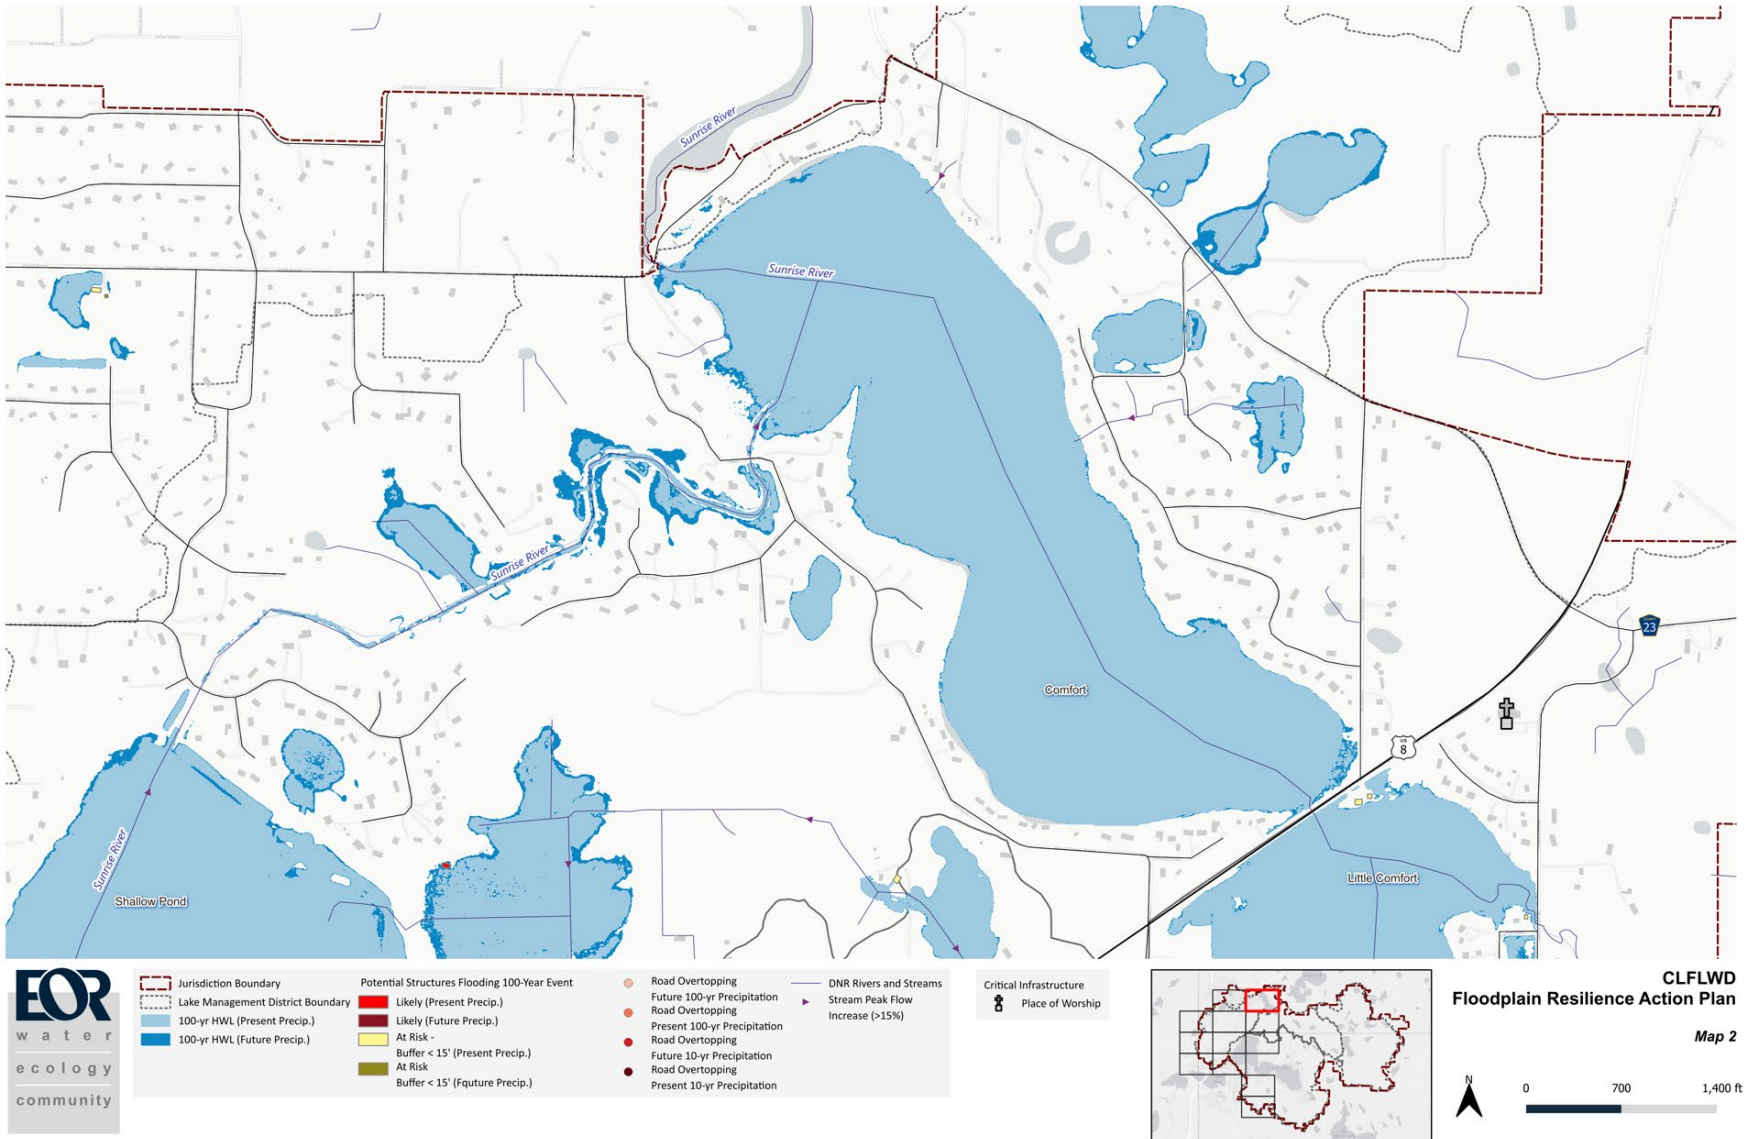 Sunrise River
Sunrise River
Sunrise River
Comfort
23
US
8
Sunrise River
Shallow Pond
Little Comfort
EOR
water
ecology
community
Jurisdiction Boundary
Lake Management District Boundary
100-yr HWL (Present Precip.)
100-yr HWL (Future Precip.)
Potential Structures Flooding 100-Year Event
Likely (Present Precip.)
Likely (Future Precip.)
At Risk -
Buffer < 15' (Present Precip.)
At Risk
Buffer < 15' (Fquture Precip.)
Road Overtopping
Future 100-yr Precipitation
Road Overtopping
Present 100-yr Precipitation
Road Overtopping
Future 10-yr Precipitation
Road Overtopping
Present 10-yr Precipitation
DNR Rivers and Streams
Stream Peak Flow
Increase (>15%)
Critical Infrastructure
Place of Worship
CLFLWD
Floodplain Resilience Action Plan
Map 2
N
0 700 1,400 ft